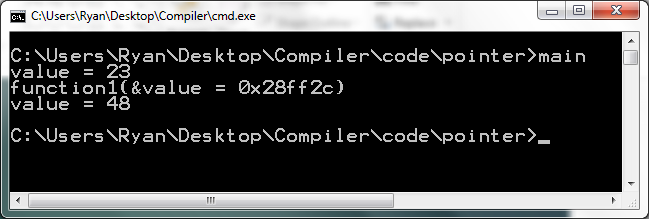 C:\Users\Ryan\Desktop\Compiler\cmd.exe
C:\Users\Ryan\Desktop\Compiler\code\pointer>main
value = 23
function1(&value = 0x28ff2c)
value = 48
C:\Users\Ryan\Desktop\Compiler\code\pointer>_